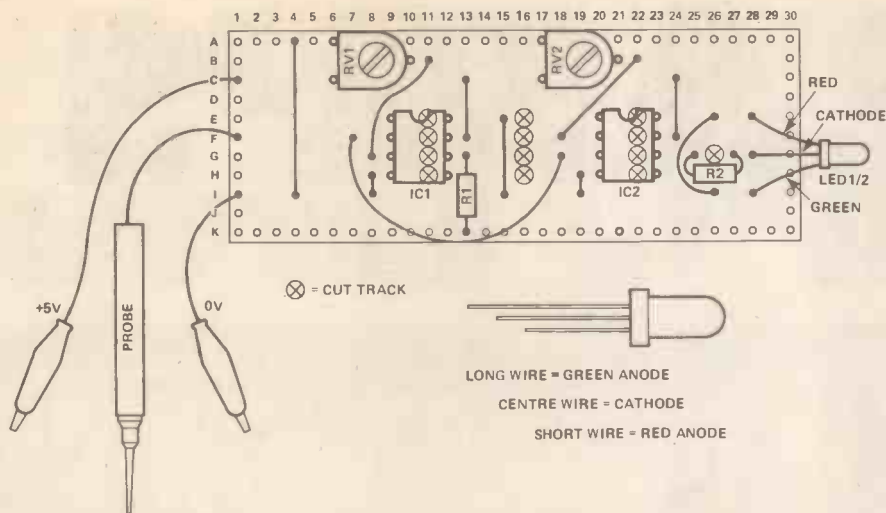 1 2 3 4 5 6 7 8 9 10 11 12 13 14 15 16 17 18 19 20 21 22 23 24 25 26 27 28 29 30
A
B
C
D
E
F
G
H
I
J
K
RV1
RV2
IC1
R1
IC2
R2
RED
CATHODE
LED1/2
GREEN
+5V
PROBE
0V
= CUT TRACK
LONG WIRE = GREEN ANODE
CENTRE WIRE = CATHODE
SHORT WIRE = RED ANODE